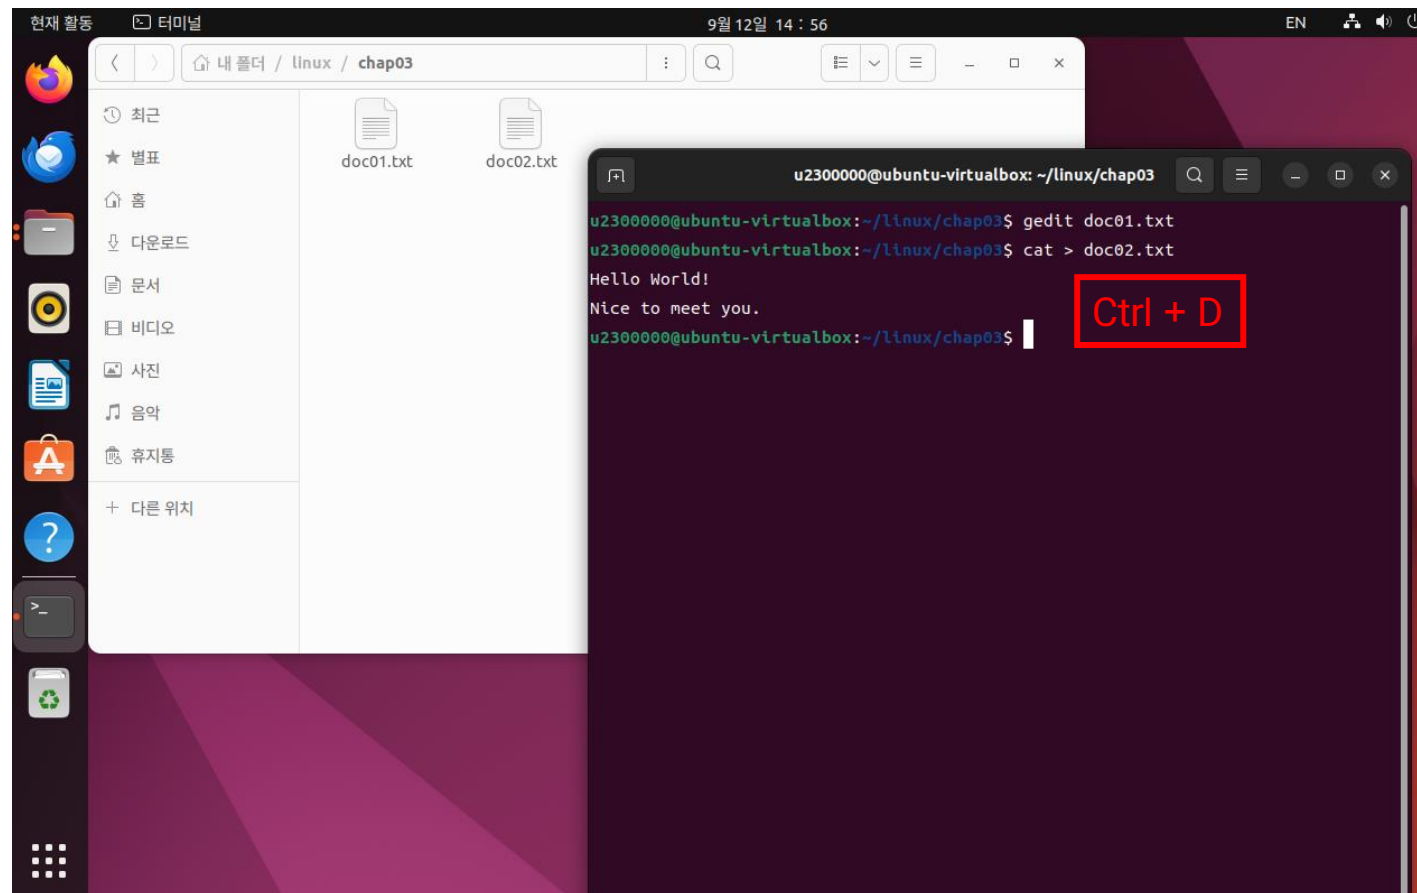 현재 활동 터미널 9월 12일 14 : 56 EN
내 폴더 / linux / chap03
최근
별표
홈
다운로드
문서
비디오
사진
음악
휴지통
+ 다른 위치
doc01.txt doc02.txt
u2300000@ubuntu-virtualbox: ~/linux/chap03
u2300000@ubuntu-virtualbox:~/linux/chap03$ gedit doc01.txt
u2300000@ubuntu-virtualbox:~/linux/chap03$ cat > doc02.txt
Hello World!
Nice to meet you.
u2300000@ubuntu-virtualbox:~/linux/chap03$
Ctrl + D